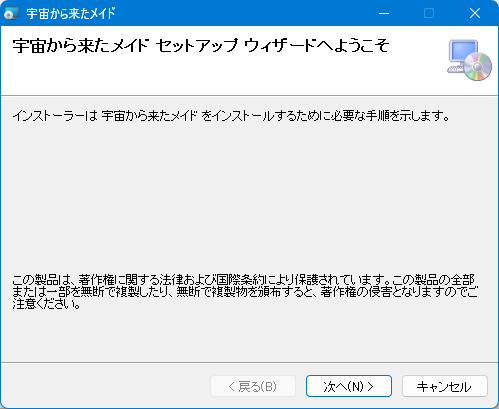 宇宙から来たメイド
宇宙から来たメイド セットアップ ウィザードへようこそ
インストーラーは 宇宙から来たメイド をインストールするために必要な手順を示します。
この製品は、著作権に関する法律および国際条約により保護されています。この製品の全部
または一部を無断で複製したり、無断で複製物を頒布すると、著作権の侵害となりますのでご
注意ください。
< 戻る(B)
次へ(N) >
キャンセル